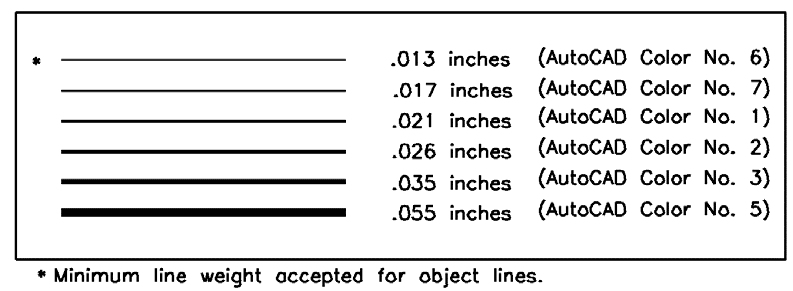 * .013 inches (AutoCAD Color No. 6)
.017 inches (AutoCAD Color No. 7)
.021 inches (AutoCAD Color No. 1)
.026 inches (AutoCAD Color No. 2)
.035 inches (AutoCAD Color No. 3)
.055 inches (AutoCAD Color No. 5)
* Minimum line weight accepted for object lines.